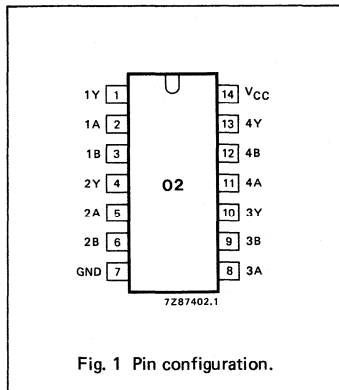 1Y 1 14 VCC
1A 2 13 4Y
1B 3 12 4B
2Y 4 02 11 4A
2A 5 10 3Y
2B 6 9 3B
GND 7 8 3A
7Z87402.1
Fig. 1 Pin configuration.